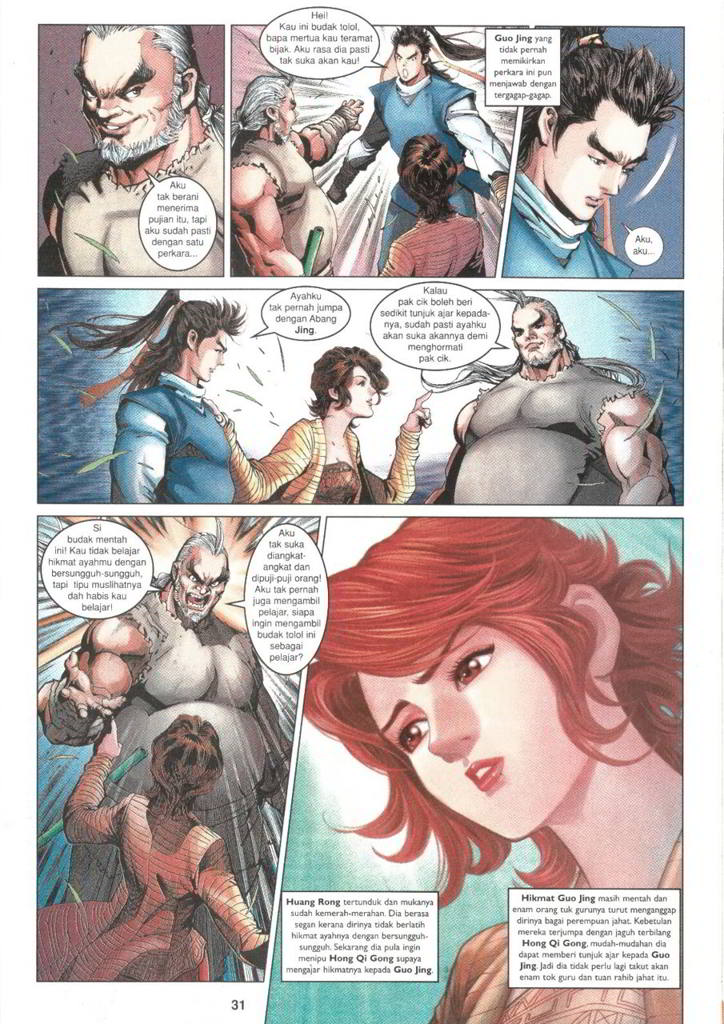 Aku
tak berani
menerima
pujian itu, tapi
aku sudah pasti
dengan satu
perkara...
Hei!
Kau ini budak tolol,
bapa mertua kau teramat
bijak. Aku rasa dia pasti
tak suka akan kau!
Guo Jing yang
tidak pernah
memikirkan
perkara ini pun
menjawab dengan
tergagap-gagap.
Aku,
aku...
Ayahku
tak pernah jumpa
dengan Abang
Jing.
Kalau
pak cik boleh beri
sedikit tunjuk ajar kepada-
nya, sudah pasti ayahku
akan suka akannya demi
menghormati
pak cik.
Si
budak mentah
ini! Kau tidak belajar
hikmat ayahmu dengan
bersungguh-sungguh,
tapi tipu muslihatnya
dah habis kau
belajar!
Aku
tak suka
diangkat-
angkat dan
dipuji-puji orang!
Aku tak pernah
juga mengambil
pelajar, siapa
ingin mengambil
budak tolol ini
sebagai
pelajar?
Huang Rong tertunduk dan mukanya
sudah kemerah-merahan. Dia berasa
segan kerana dirinya tidak berlatih
hikmat ayahnya dengan bersungguh-
sungguh. Sekarang dia pula ingin
menipu Hong Qi Gong supaya
mengajar hikmatnya kepada Guo Jing.
Hikmat Guo Jing masih mentah dan
enam orang tuk gurunya turut menganggap
dirinya bagai perempuan jahat. Kebetulan
mereka terjumpa dengan jaguh terbilang
Hong Qi Gong, mudah-mudahan dia
dapat memberi tunjuk ajar kepada Guo
Jing. Jadi dia tidak perlu lagi takut akan
enam tok guru dan tuan rahib jahat itu.
31